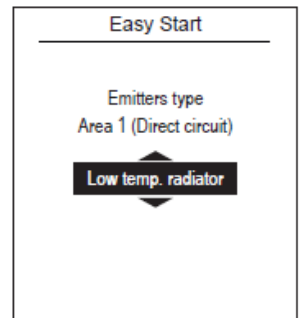 Easy Start
Emitters type
Area 1 (Direct circuit)
Low temp. radiator